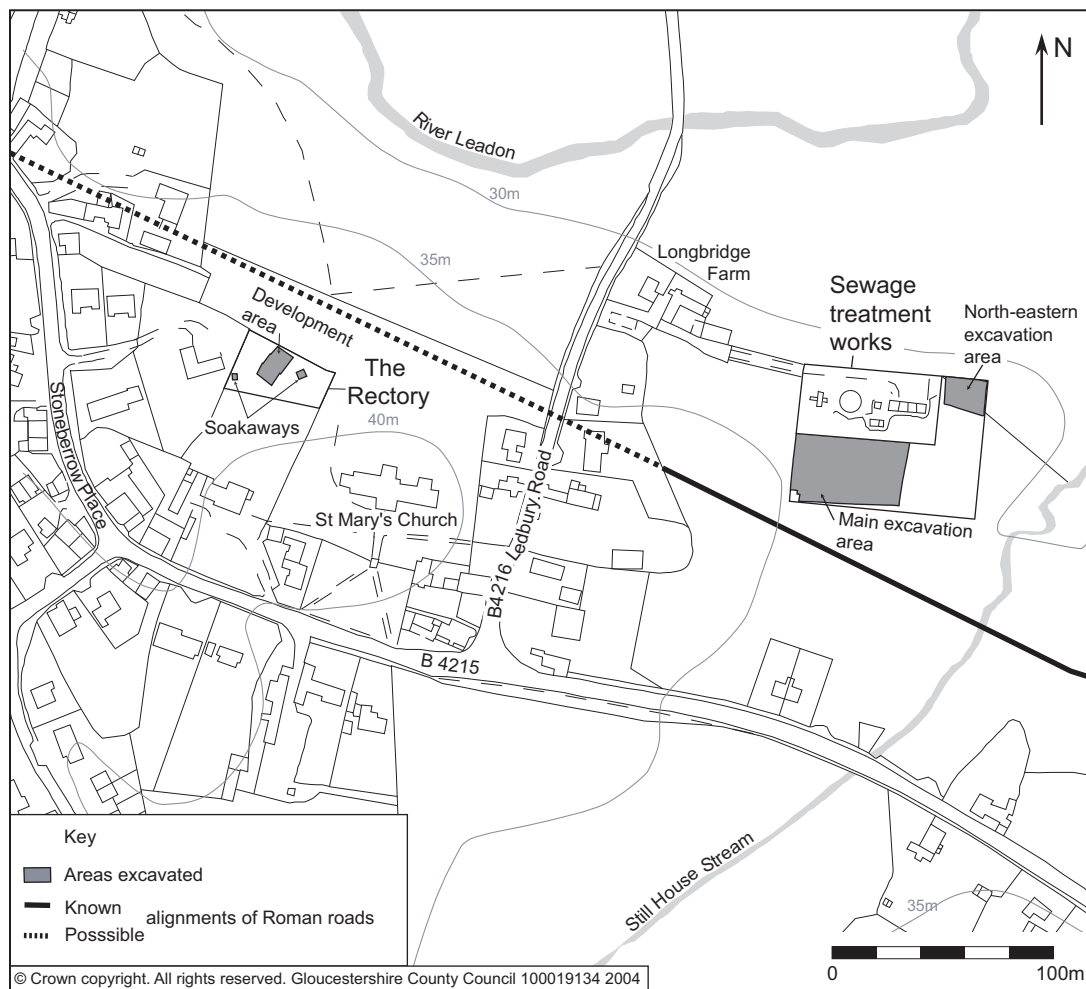 N
River Leadon
30m
35m
Longbridge
Farm
Sewage
treatment
works
North-eastern
excavation
area
Development
area
The
Rectory
Soakaways
40m
Stoneberrow Place
St Mary's Church
B4216 Ledbury Road
Main excavation
area
B 4215
Still House Stream
35m
Key
Areas excavated
Known
alignments of Roman roads
Posssible
0
100m
© Crown copyright. All rights reserved. Gloucestershire County Council 100019134 2004